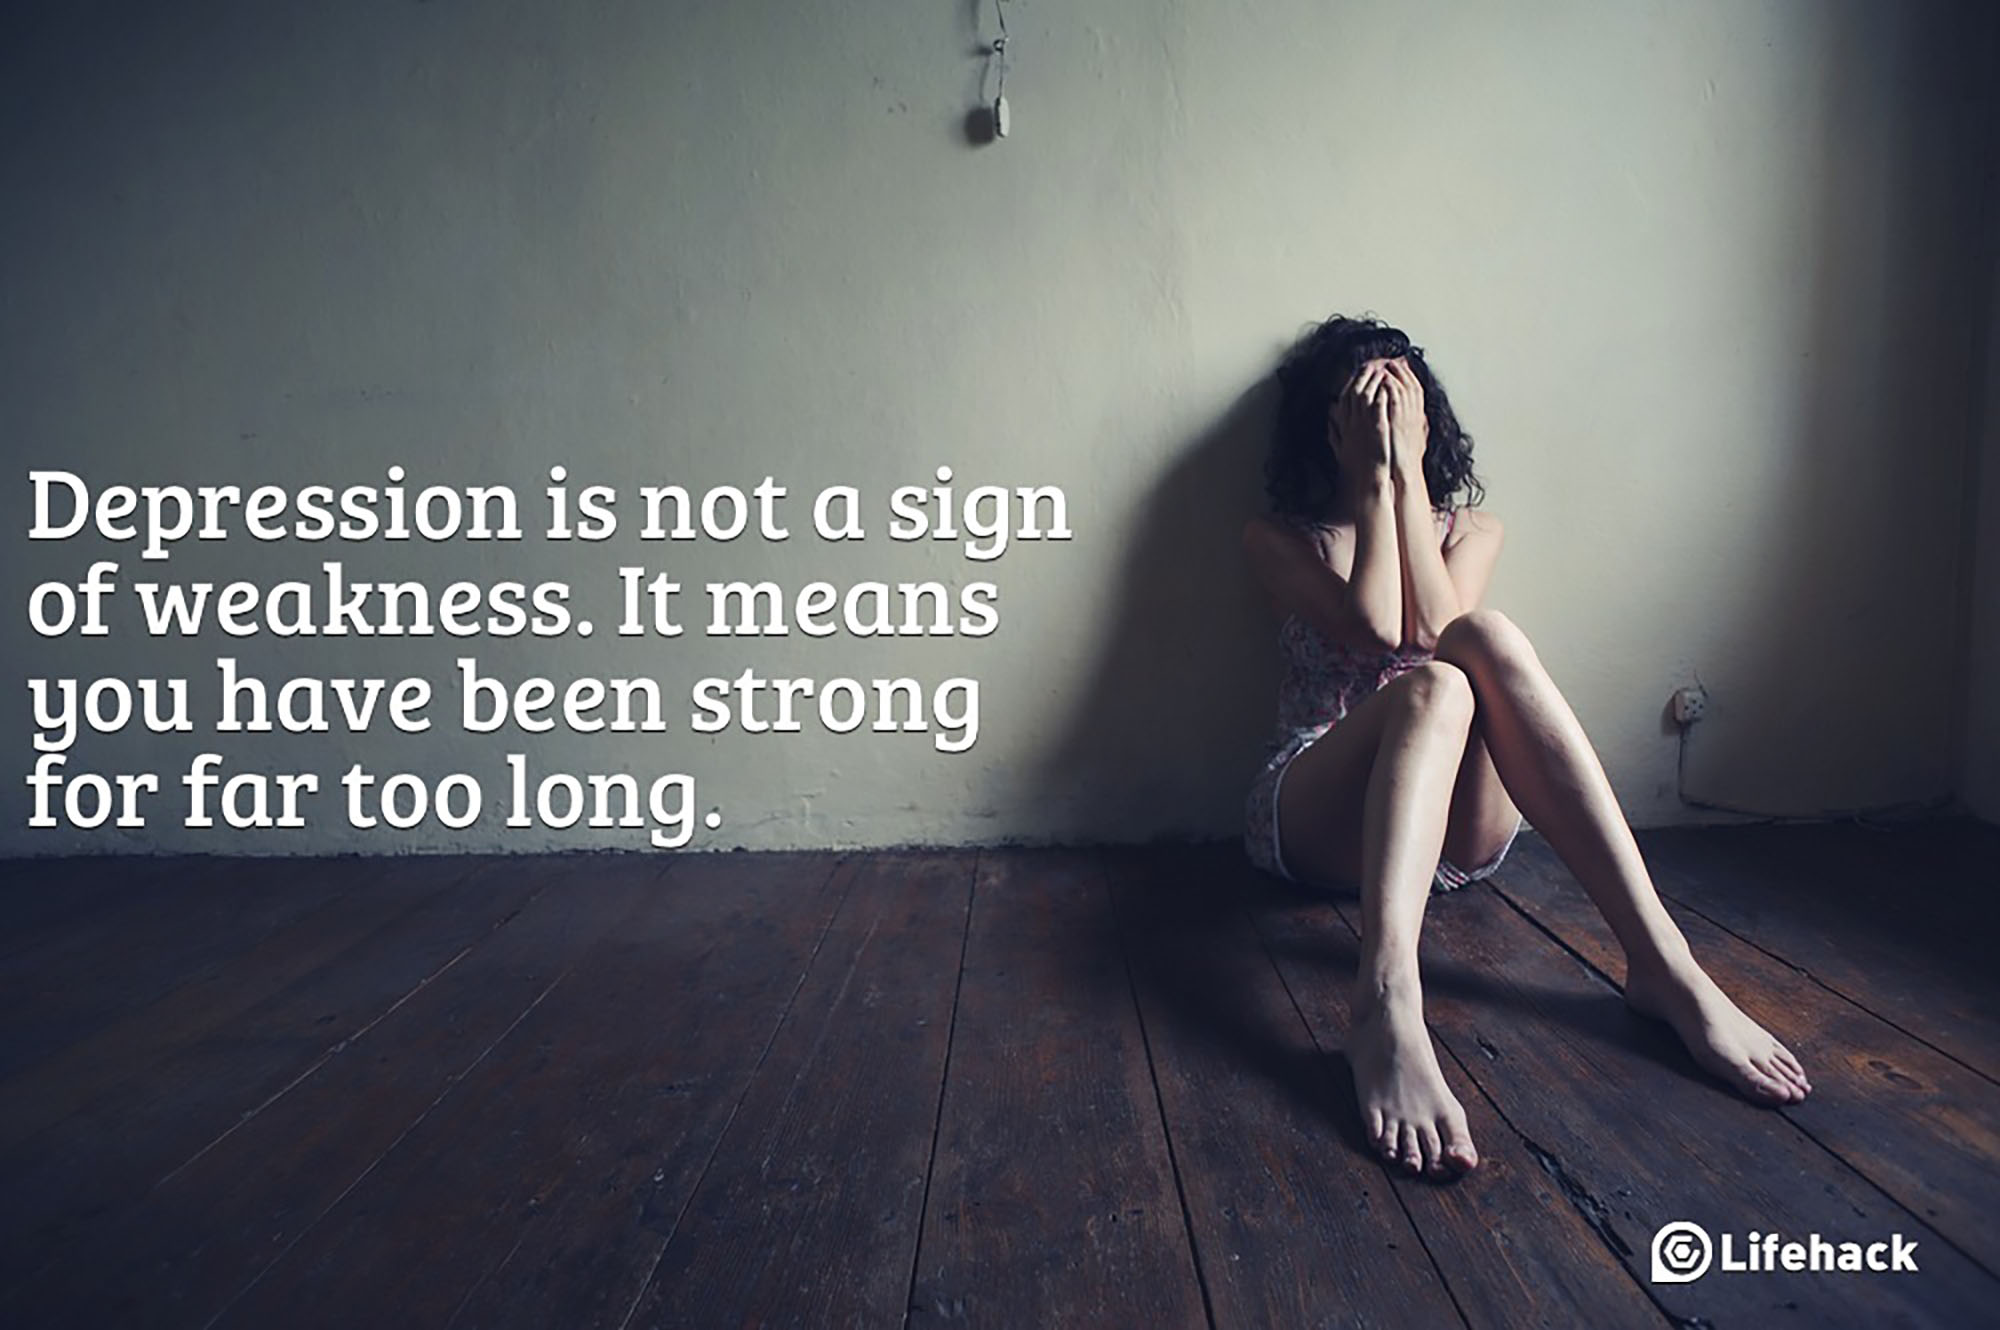 Depression is not a sign
of weakness. It means
you have been strong
for far too long.
Lifehack